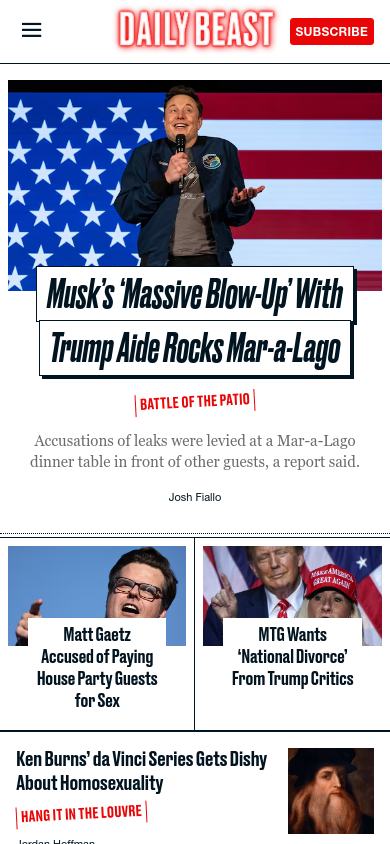 DAILY BEAST
SUBSCRIBE
Musk's ‘Massive Blow-Up’ With
Trump Aide Rocks Mar-a-Lago
BATTLE OF THE PATIO
Accusations of leaks were levied at a Mar-a-Lago
dinner table in front of other guests, a report said.
Josh Fiallo
MAKE AMERICA
GREAT AGAIN
Matt Gaetz
Accused of Paying
House Party Guests
for Sex
MTG Wants
‘National Divorce’
From Trump Critics
Ken Burns’ da Vinci Series Gets Dishy
About Homosexuality
HANG IT IN THE LOUVRE
Jordan Hoffman